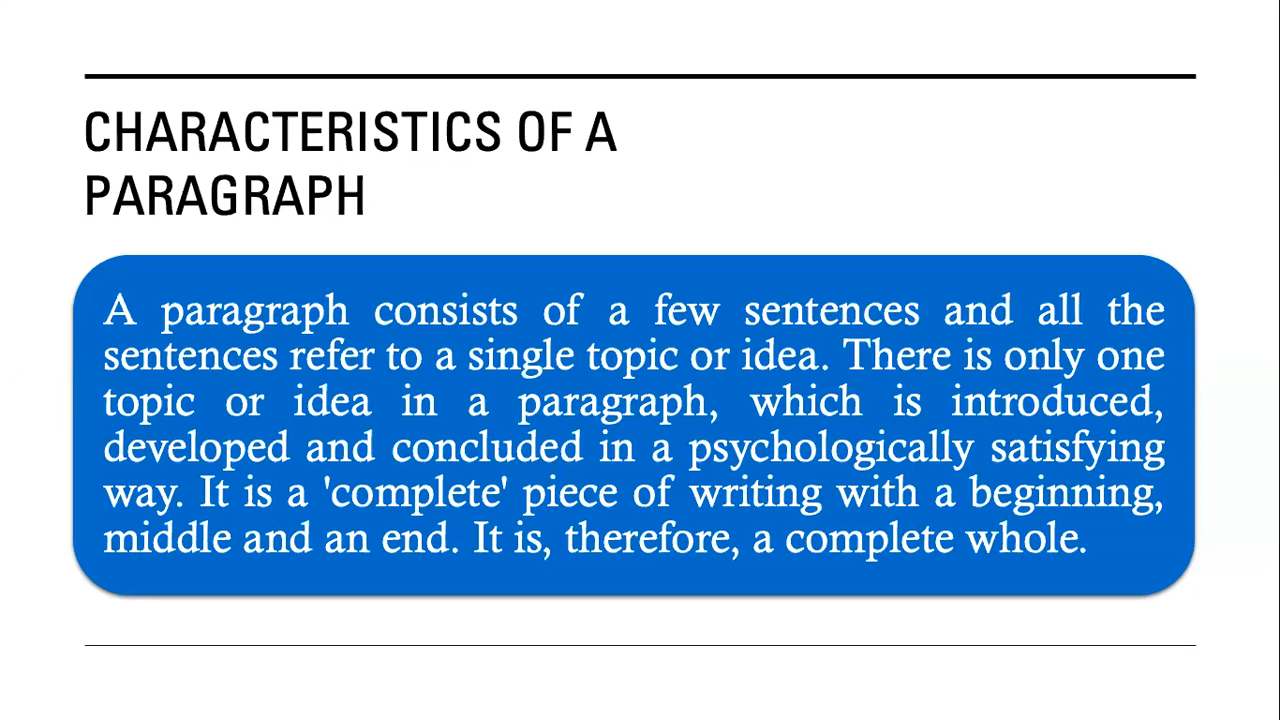 CHARACTERISTICS OF A
PARAGRAPH
A paragraph consists of a few sentences and all the
sentences refer to a single topic or idea. There is only one
topic or idea in a paragraph, which is introduced,
developed and concluded in a psychologically satisfying
way. It is a 'complete' piece of writing with a beginning,
middle and an end. It is, therefore, a complete whole.